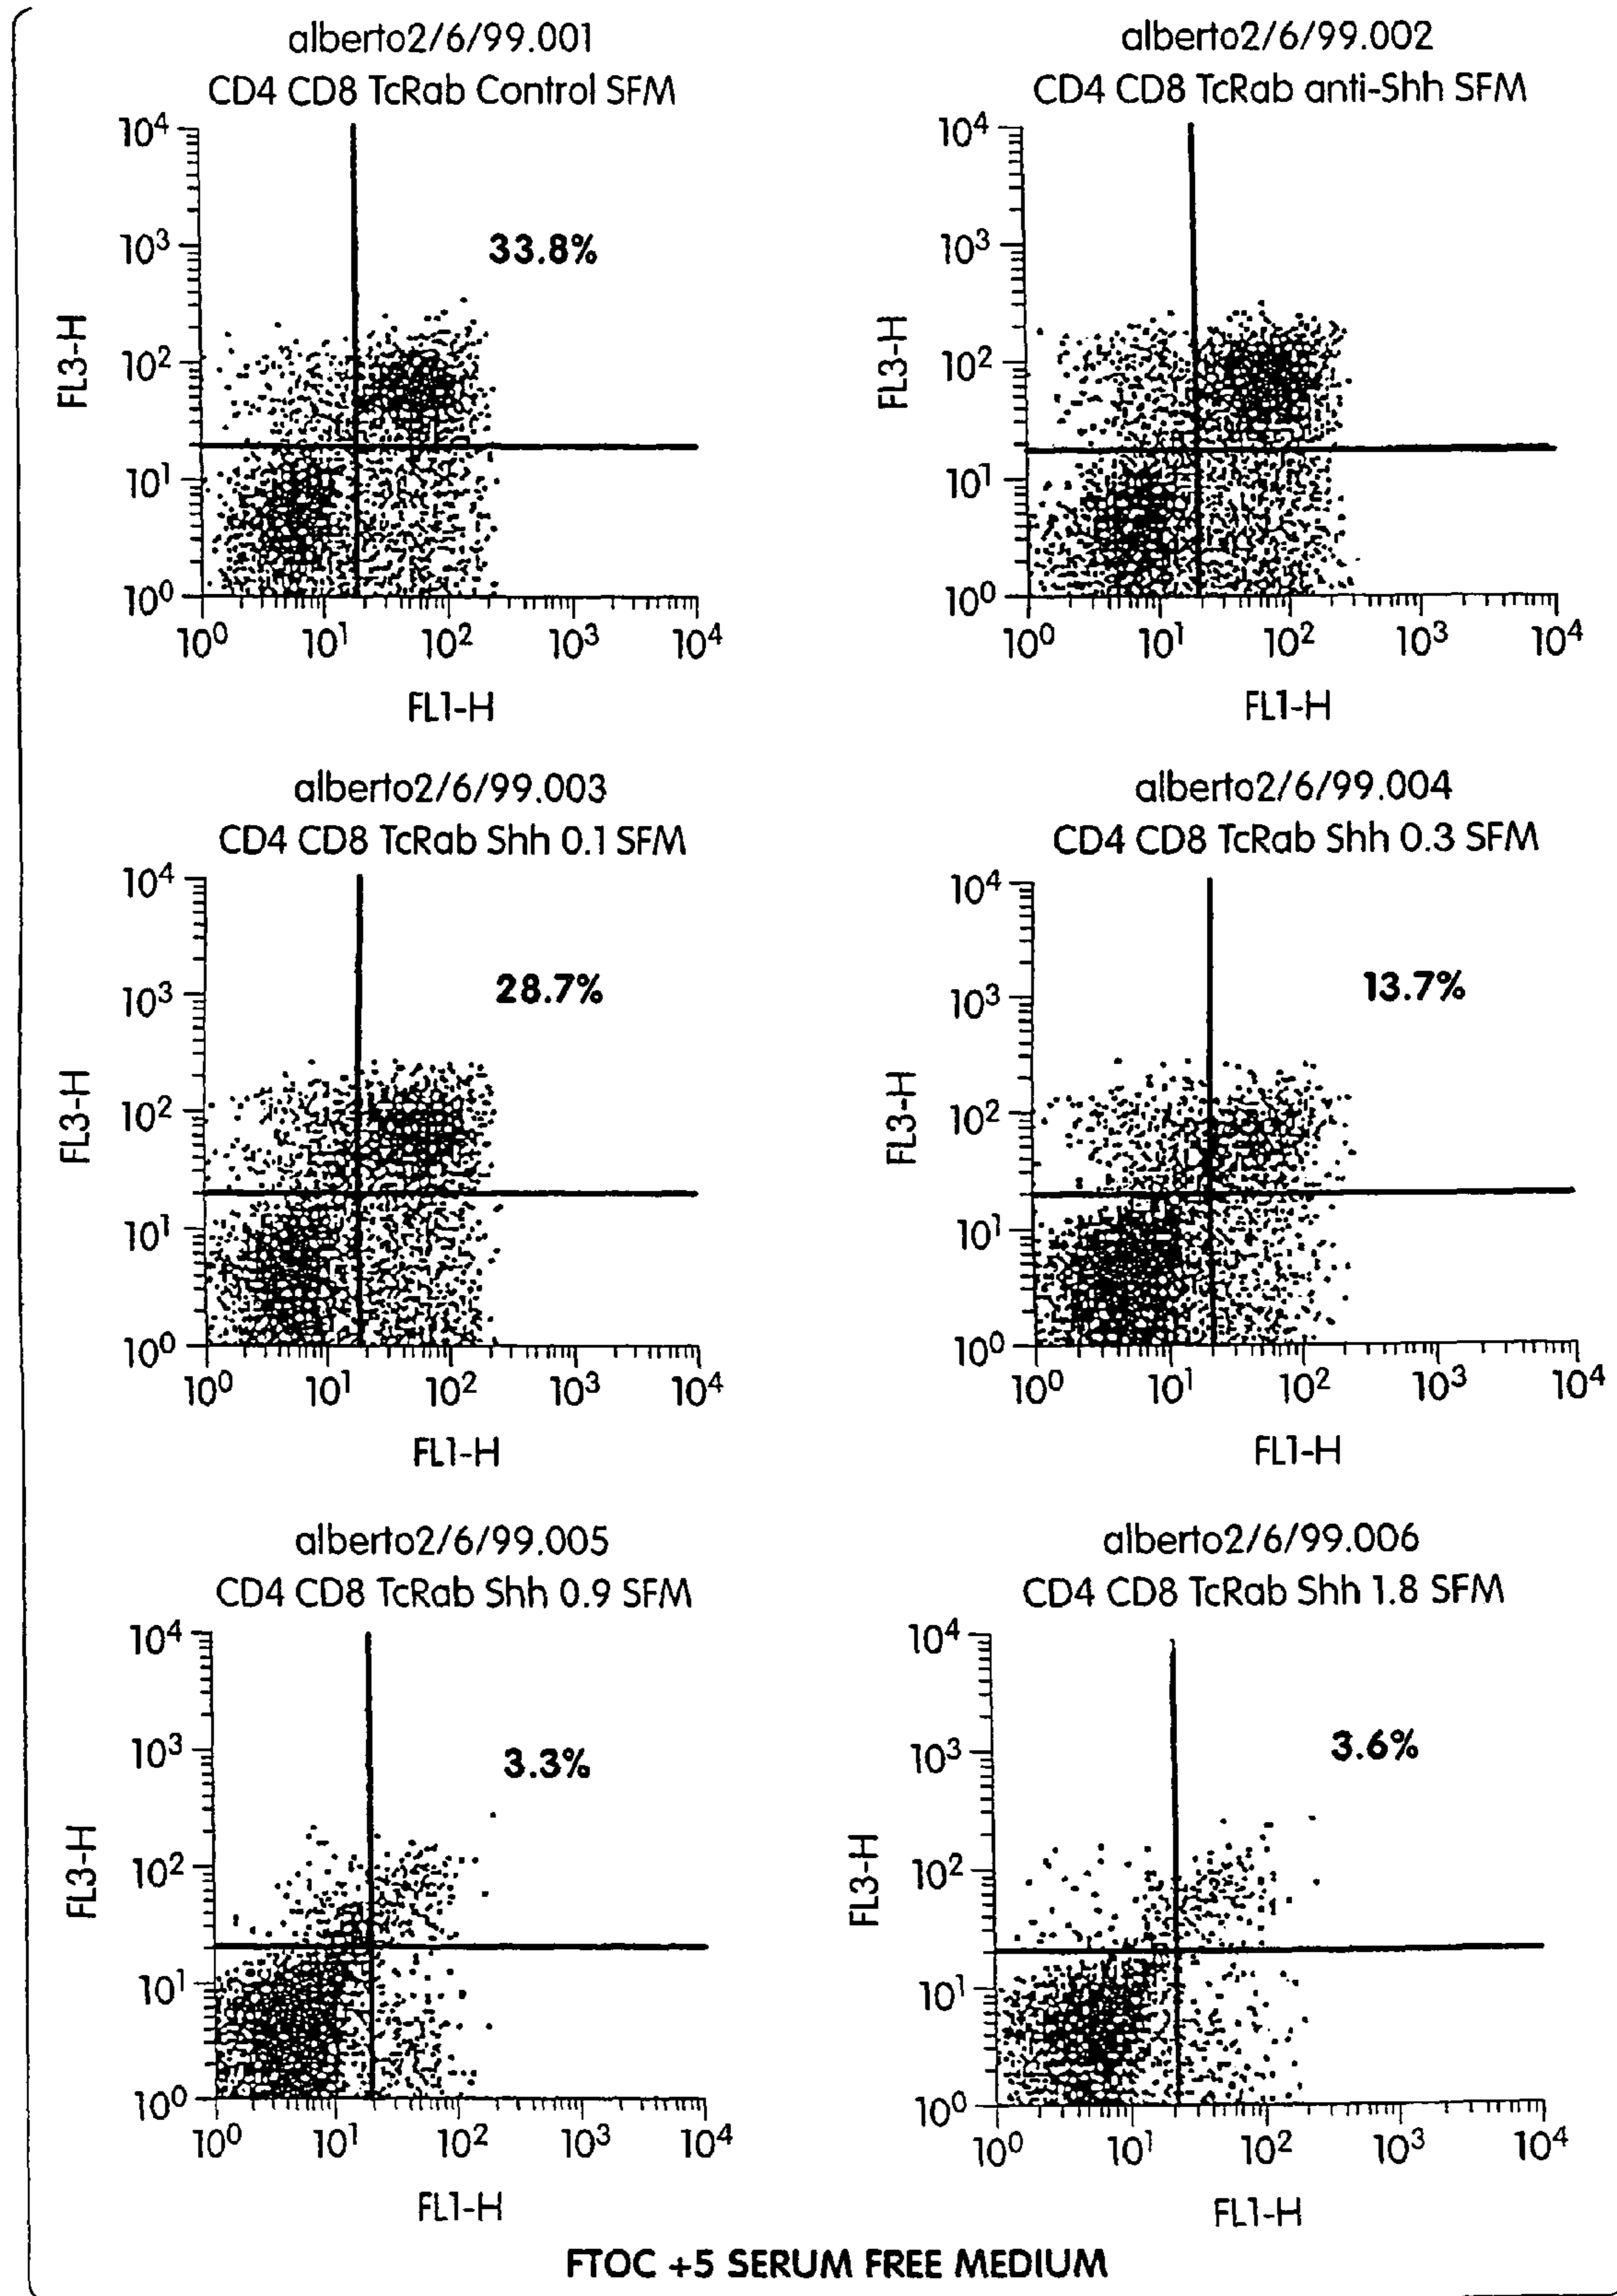 alberto2/6/99.001
CD4 CD8 TcRab Control SFM
10⁴
10³
33.8%
FL3-H
10²
10¹
10⁰
10⁰ 10¹ 10² 10³ 10⁴
FL1-H
alberto2/6/99.002
CD4 CD8 TcRab anti-Shh SFM
10⁴
10³
FL3-H
10²
10¹
10⁰
10⁰ 10¹ 10² 10³ 10⁴
FL1-H
alberto2/6/99.003
CD4 CD8 TcRab Shh 0.1 SFM
10⁴
10³
28.7%
FL3-H
10²
10¹
10⁰
10⁰ 10¹ 10² 10³ 10⁴
FL1-H
alberto2/6/99.004
CD4 CD8 TcRab Shh 0.3 SFM
10⁴
10³
13.7%
FL3-H
10²
10¹
10⁰
10⁰ 10¹ 10² 10³ 10⁴
FL1-H
alberto2/6/99.005
CD4 CD8 TcRab Shh 0.9 SFM
10⁴
10³
3.3%
FL3-H
10²
10¹
10⁰
10⁰ 10¹ 10² 10³ 10⁴
FL1-H
alberto2/6/99.006
CD4 CD8 TcRab Shh 1.8 SFM
10⁴
10³
3.6%
FL3-H
10²
10¹
10⁰
10⁰ 10¹ 10² 10³ 10⁴
FL1-H
FTOC +5 SERUM FREE MEDIUM